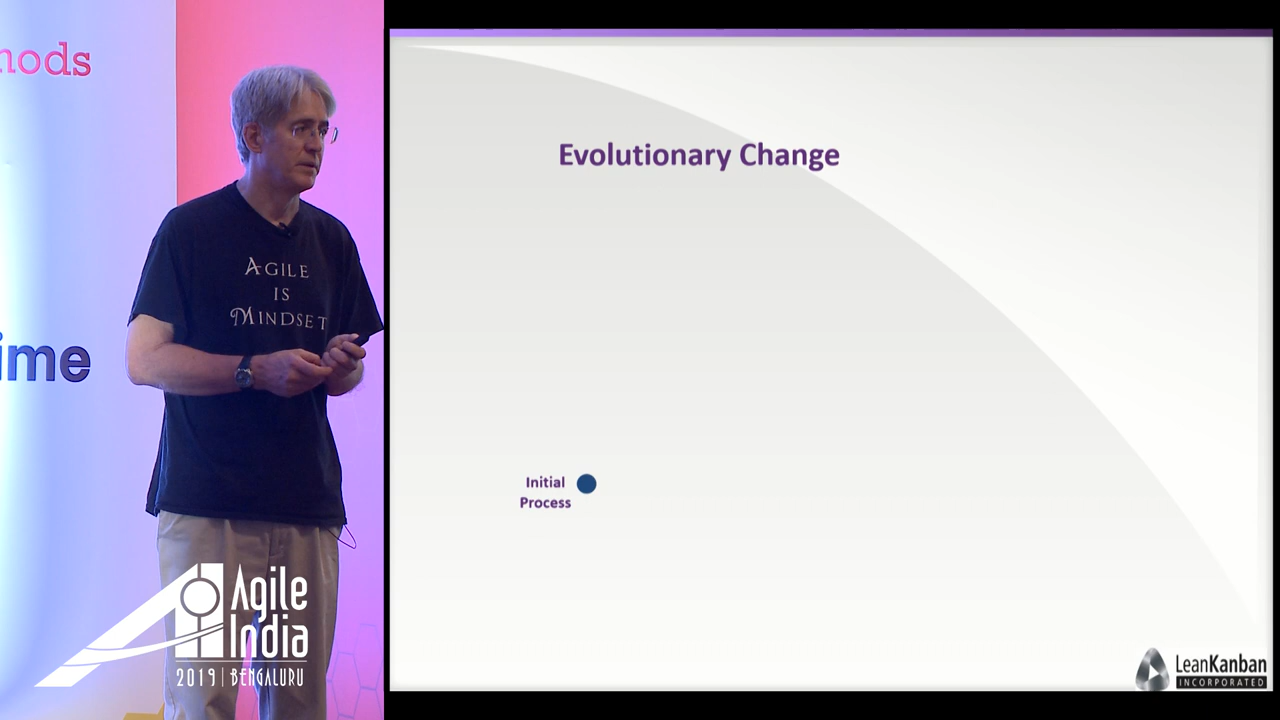 nods
ime
AGILE
IS
MINDSET
Agile
India
2019 | BENGALURU
Evolutionary Change
Initial
Process
LeanKanban
INCORPORATED